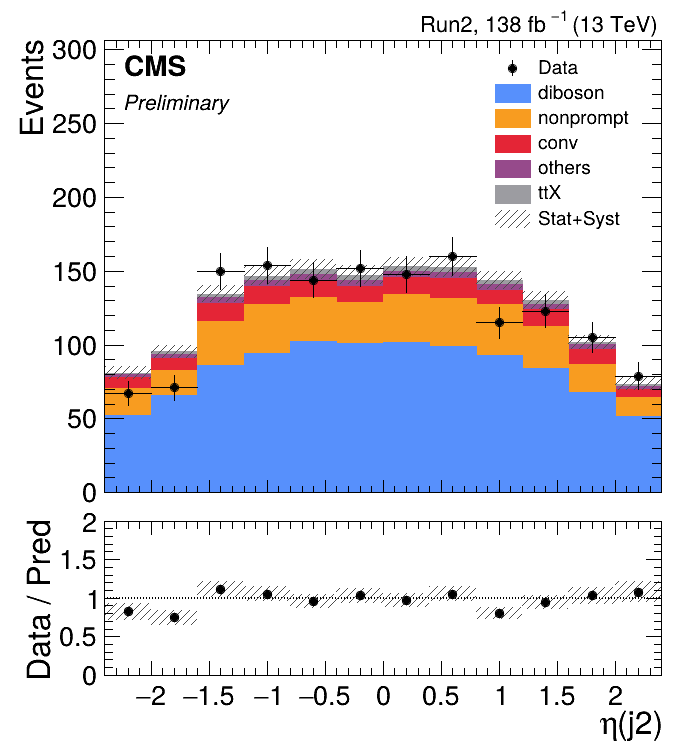 Run2, 138 fb⁻¹ (13 TeV)
Events
300
250
200
150
100
50
0
CMS
Preliminary
Data
diboson
nonprompt
conv
others
ttX
Stat+Syst
Data / Pred
2
1.5
1
0.5
0
−2 −1.5 −1 −0.5 0 0.5 1 1.5 2
η(j2)